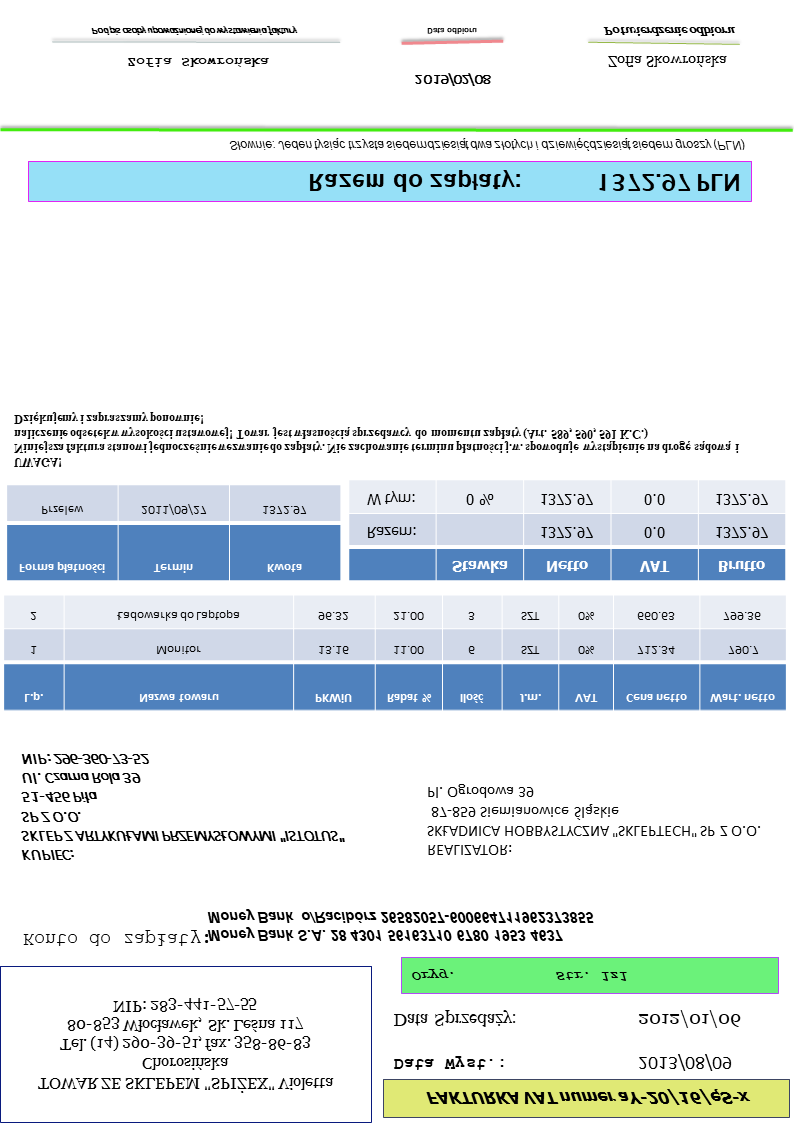 FAKTURKA VAT numer aY-20/16/ęS-x
TOWAR ZE SKLEPEM "SPIŻEX" Violetta
Chorosińska
Tel. (14) 290-39-51, fax. 358-86-83
80-853 Włocławek, Sk. Leśna 117
NIP: 283-441-57-55
Data Wyst.: 2013/08/09
Data Sprzedaży: 2012/01/06
Oryg. Str. 1z1
Konto do zapłaty: Money Bank S.A. 28 4301 56163710 6780 1953 4637
Money Bank o/Racibórz 26582057-600664711962373855
KUPIEC:
SKLEP Z ARTYKUŁAMI PRZEMYSŁOWYMI "ISTOTUS"
SP Z O.O.
51-456 Piła
Ul. Czarna Rola 39
NIP: 296-360-73-52
REALIZATOR:
SKŁADNICA HOBBYSTYCZNA "SKLEPTECH" SP. Z O.O.
87-859 Siemianowice Śląskie
Pl. Ogrodowa 39
L.p. Nazwa towaru PKWiU Rabat % Ilość J.m. VAT Cena netto Wart. netto
1 Monitor 13.16 11.00 6 SZT 0% 712.34 790.7
2 Ładowarka do Laptopa 96.32 21.00 3 SZT 0% 660.63 799.36
Forma płatności Termin Kwota
Przelew 2011/09/27 1372.97
Stawka Netto VAT Brutto
Razem: 1372.97 0.0 1372.97
W tym: 0 % 1372.97 0.0 1372.97
UWAGA!
Niniejsza faktura stanowi jednocześnie wezwanie do zapłaty. Nie zachowanie terminu płatności j.w. spowoduje wystąpienie na drogę sądową i
naliczenie odsetek w wysokości ustawowej! Towar jest własnością sprzedawcy do momentu zapłaty (Art. 589, 590, 591 K.C.)
Dziękujemy i zapraszamy ponownie!
Razem do zapłaty: 1372.97 PLN
Słownie: Jeden tysiąc trzysta siedemdziesiąt dwa złotych i dziewięćdziesiąt siedem groszy (PLN)
Zofia Skowrońska 2019/02/08 Zofia Skowrońska
Podpis osoby upoważnionej do wystawienia faktury Data odbioru Potwierdzenie odbioru